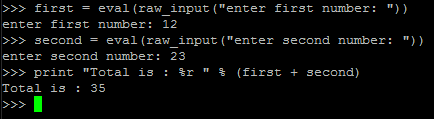 >>> first = eval(raw_input("enter first number: "))
enter first number: 12
>>> second = eval(raw_input("enter second number: "))
enter second number: 23
>>> print "Total is : %r " % (first + second)
Total is : 35
>>>